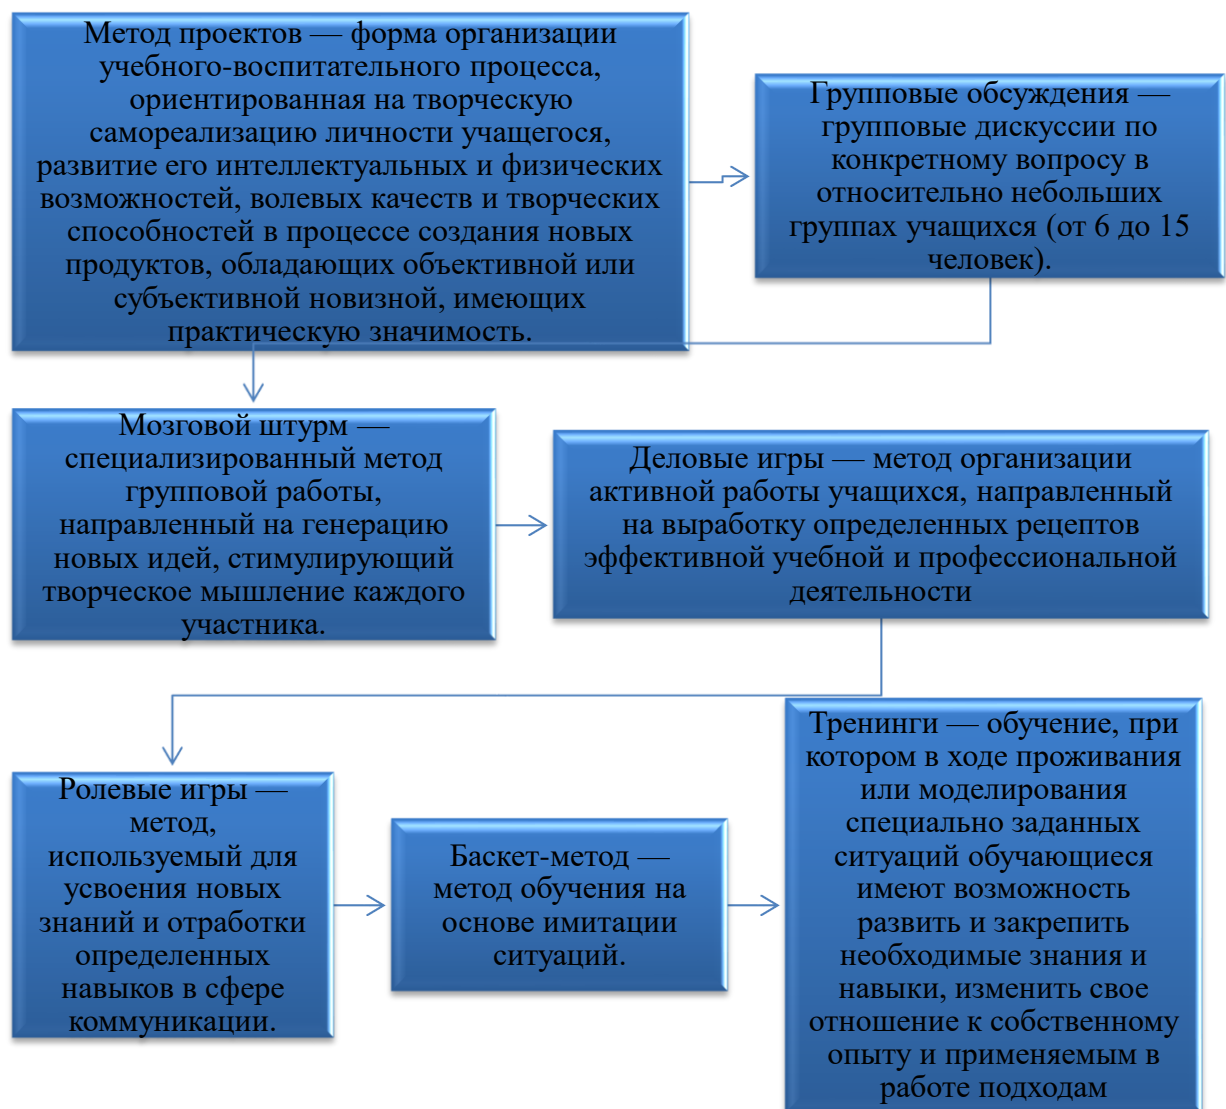 Метод проектов — форма организации
учебного-воспитательного процесса,
ориентированная на творческую
самореализацию личности учащегося,
развитие его интеллектуальных и физических
возможностей, волевых качеств и творческих
способностей в процессе создания новых
продуктов, обладающих объективной или
субъективной новизной, имеющих
практическую значимость.
Групповые обсуждения —
групповые дискуссии по
конкретному вопросу в
относительно небольших
группах учащихся (от 6 до 15
человек).
Мозговой штурм —
специализированный метод
групповой работы,
направленный на генерацию
новых идей, стимулирующий
творческое мышление каждого
участника.
Деловые игры — метод организации
активной работы учащихся, направленный
на выработку определенных рецептов
эффективной учебной и профессиональной
деятельности
Ролевые игры —
метод,
используемый для
усвоения новых
знаний и отработки
определенных
навыков в сфере
коммуникации.
Баскет-метод —
метод обучения на
основе имитации
ситуаций.
Тренинги — обучение, при
котором в ходе проживания
или моделирования
специально заданных
ситуаций обучающиеся
имеют возможность
развить и закрепить
необходимые знания и
навыки, изменить свое
отношение к собственному
опыту и применяемым в
работе подходам